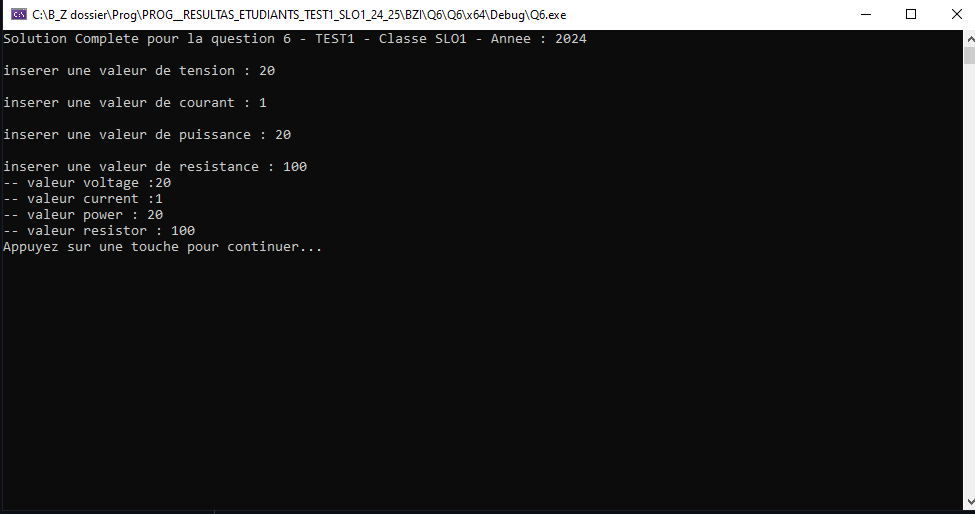 C:\B_Z dossier\Prog\PROG__RESULTAS_ETUDIANTS_TEST1_SLO1_24_25\BZI\Q6\Q6\x64\Debug\Q6.exe
Solution Complete pour la question 6 - TEST1 - Classe SLO1 - Annee : 2024
inserer une valeur de tension : 20
inserer une valeur de courant : 1
inserer une valeur de puissance : 20
inserer une valeur de resistance : 100
-- valeur voltage :20
-- valeur current :1
-- valeur power : 20
-- valeur resistor : 100
Appuyez sur une touche pour continuer...